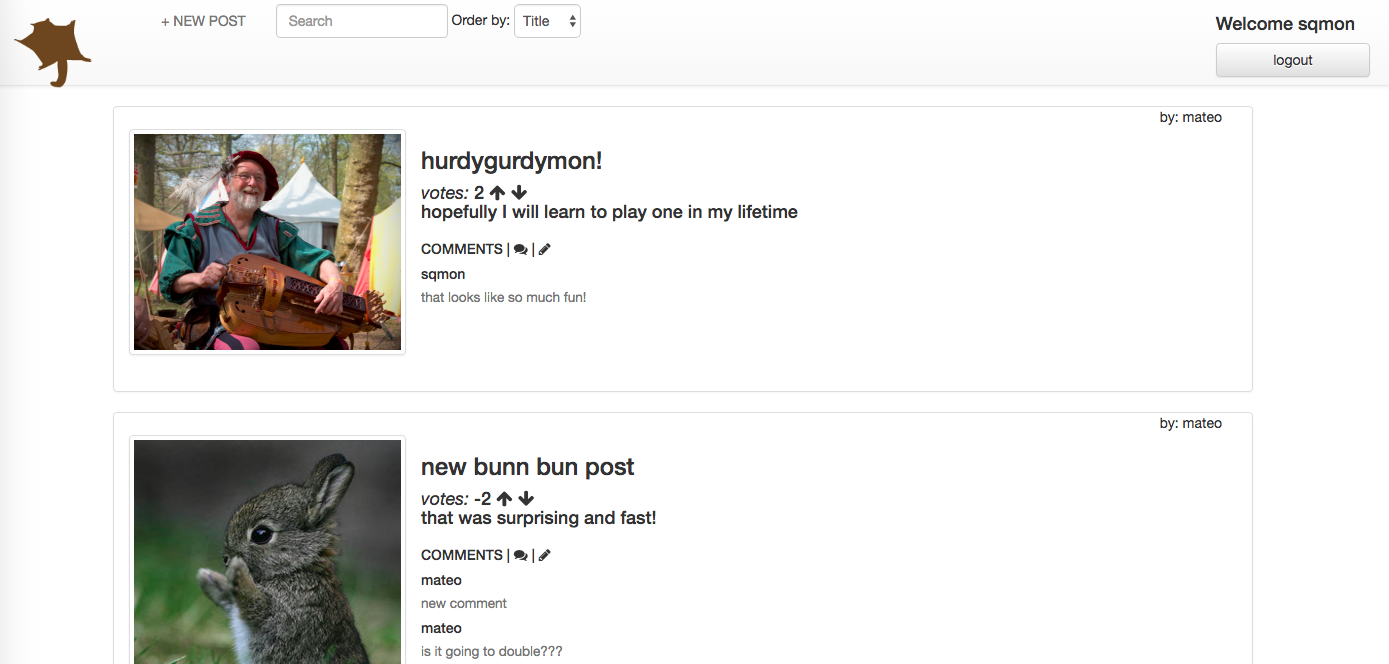 + NEW POST Search Order by: Title Welcome sqmon
logout
by: mateo
hurdygurdymon!
votes: 2
hopefully I will learn to play one in my lifetime
COMMENTS | |
sqmon
that looks like so much fun!
by: mateo
new bunn bun post
votes: -2
that was surprising and fast!
COMMENTS | |
mateo
new comment
mateo
is it going to double???